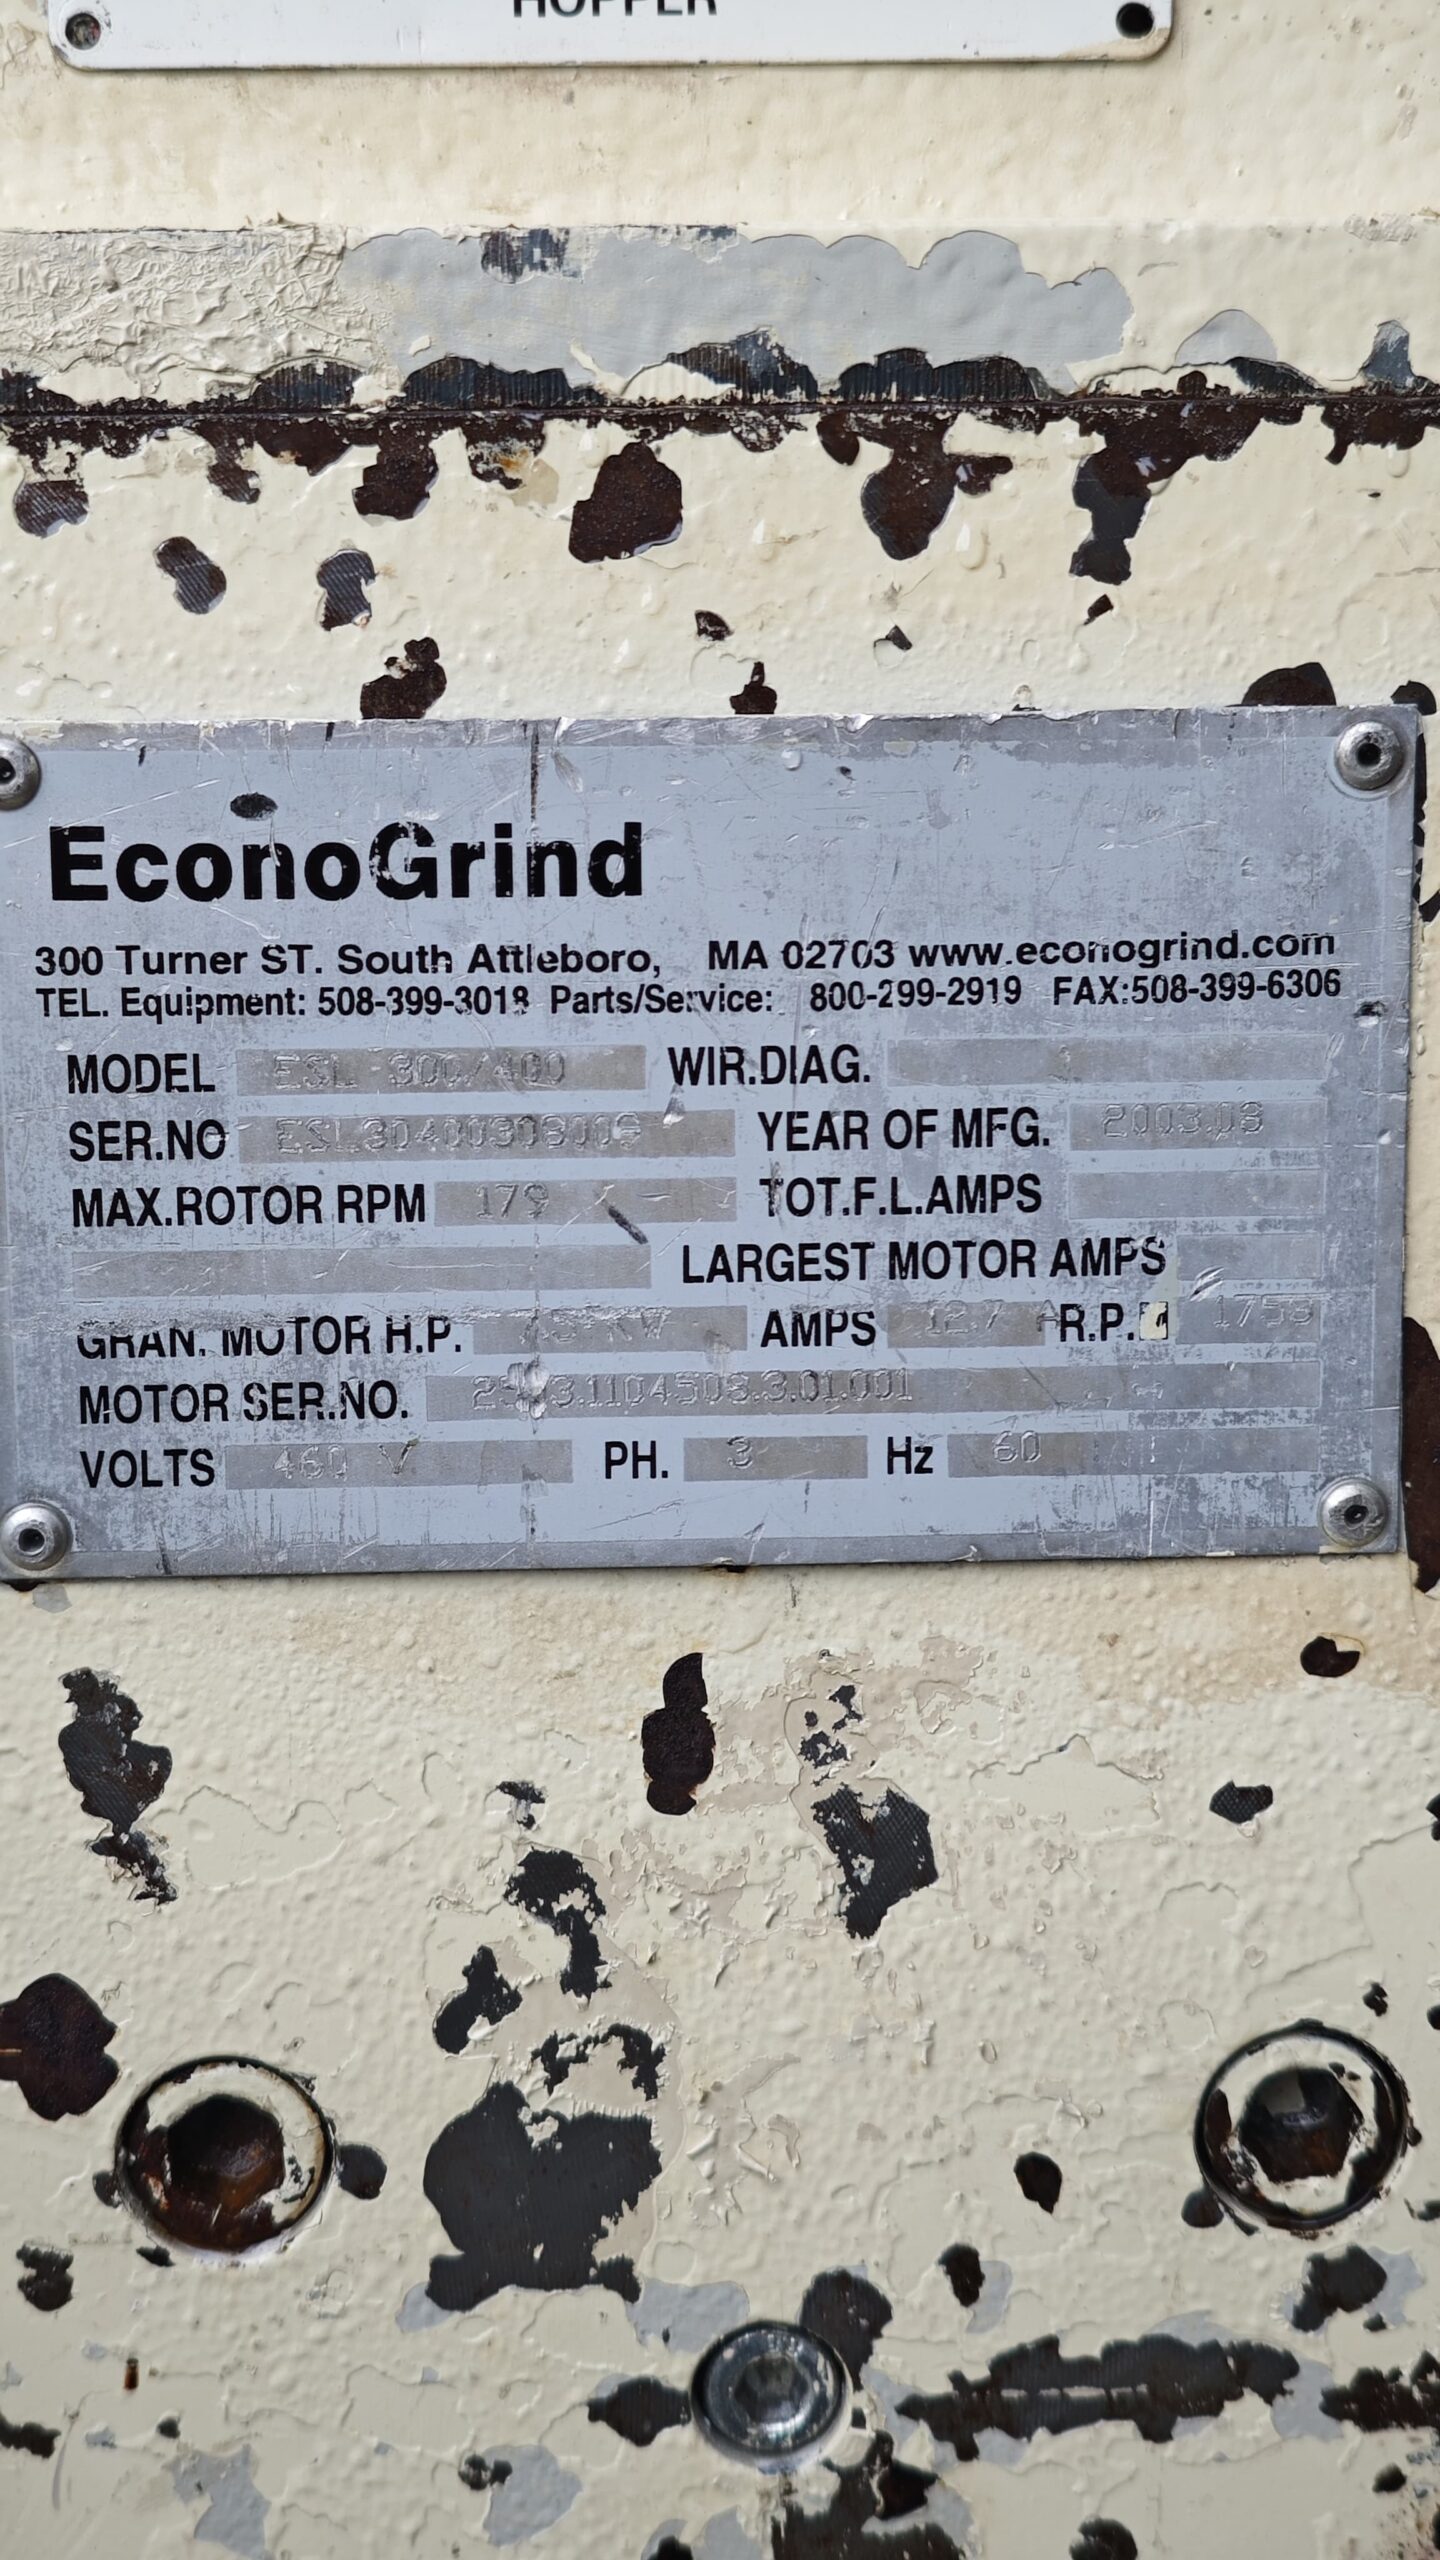 HOPPER
EconoGrind
300 Turner ST. South Attleboro, MA 02703 www.econogrind.com
TEL. Equipment: 508-399-3018 Parts/Service: 800-299-2919 FAX:508-399-6306
MODEL ESL 300/400 WIR.DIAG.
SER.NO ESL30400308009 YEAR OF MFG. 2003.08
MAX.ROTOR RPM 179 TOT.F.L.AMPS
LARGEST MOTOR AMPS
GRAN. MOTOR H.P. KW AMPS 12.7 A R.P.
MOTOR SER.NO.
VOLTS 460 V PH. 3 Hz 60